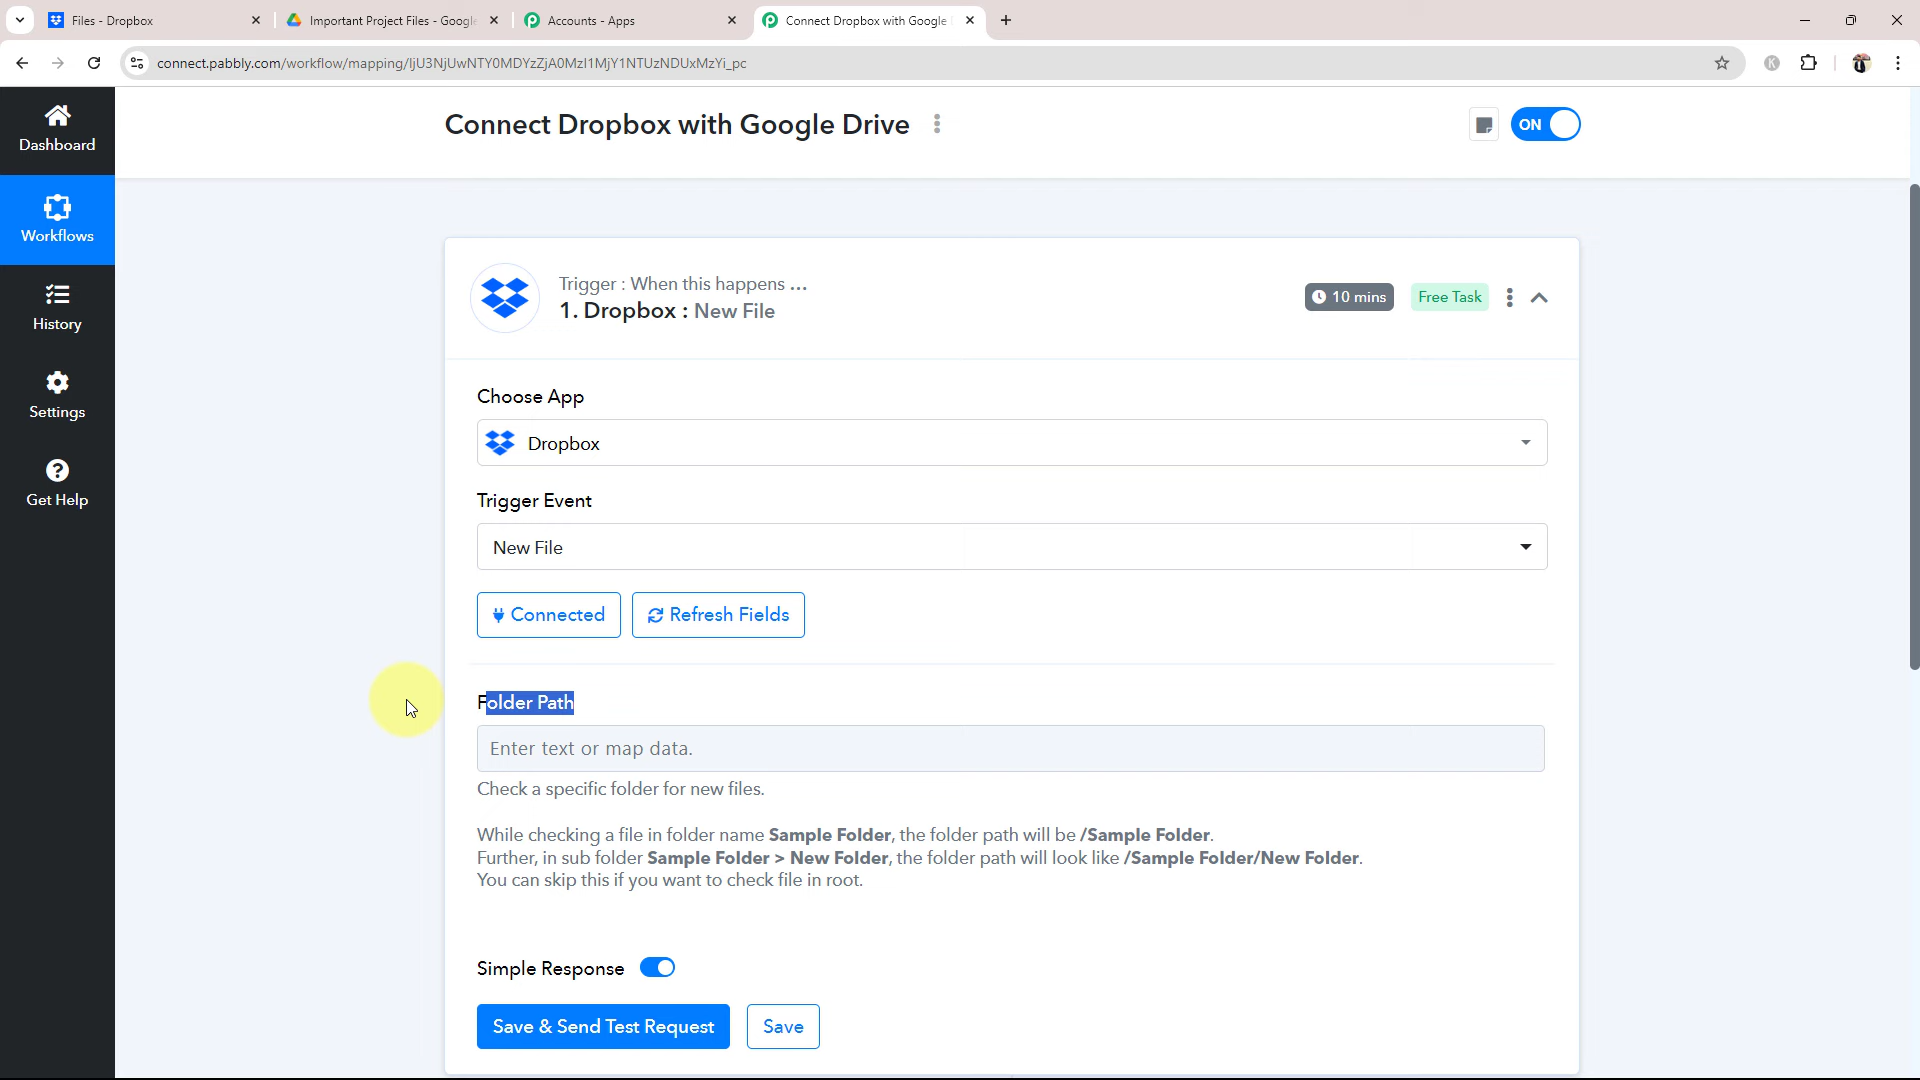 Files - Dropbox
Important Project Files - Google
Accounts - Apps
Connect Dropbox with Google
connect.pabbly.com/workflow/mapping/IjU3NjUwNTY0MDYzZjA0MzI1MjY1NTUzNDUxMzYi_pc
K
Dashboard
Workflows
History
Settings
Get Help
Connect Dropbox with Google Drive
ON
Trigger : When this happens ...
1. Dropbox : New File
10 mins
Free Task
Choose App
Dropbox
Trigger Event
New File
Connected
Refresh Fields
Folder Path
Enter text or map data.
Check a specific folder for new files.
While checking a file in folder name Sample Folder, the folder path will be /Sample Folder.
Further, in sub folder Sample Folder > New Folder, the folder path will look like /Sample Folder/New Folder.
You can skip this if you want to check file in root.
Simple Response
Save & Send Test Request
Save